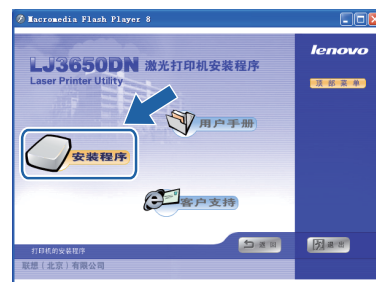 Macromedia Flash Player 8
lenovo
LJ3650DN 激光打印机安装程序
Laser Printer Utility
顶部菜单
用户手册
安装程序
客户支持
打印机的安装程序
返回
退出
联想（北京）有限公司